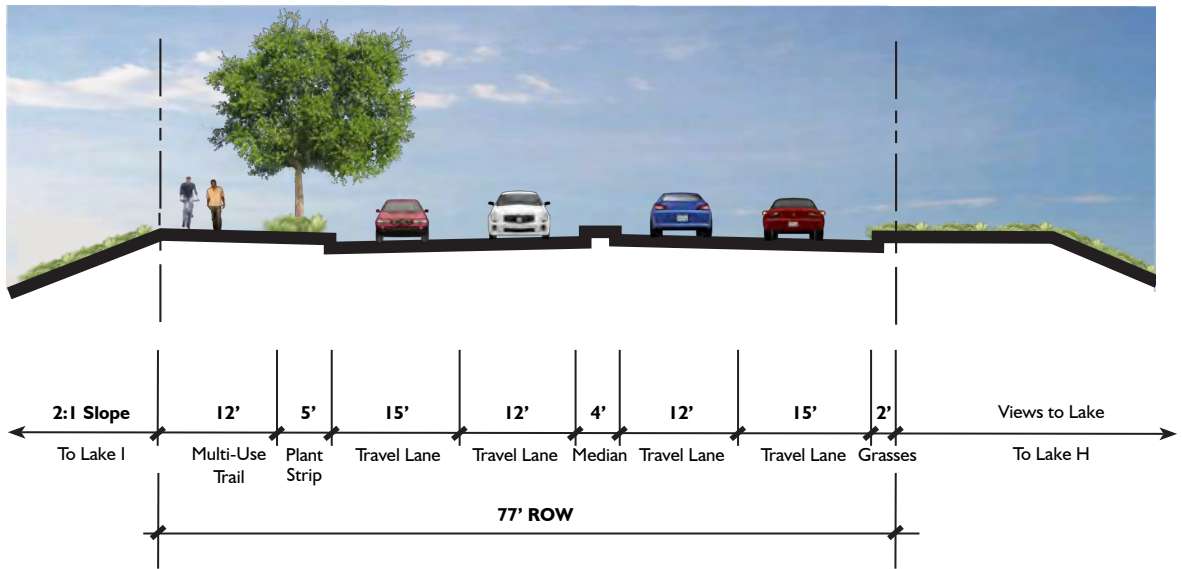 2:1 Slope 12’ 5’ 15’ 12’ 4’ 12’ 15’ 2’ Views to Lake
To Lake I Multi-Use Plant Travel Lane Travel Lane Median Travel Lane Travel Lane Grasses To Lake H
Trail Strip
77’ ROW